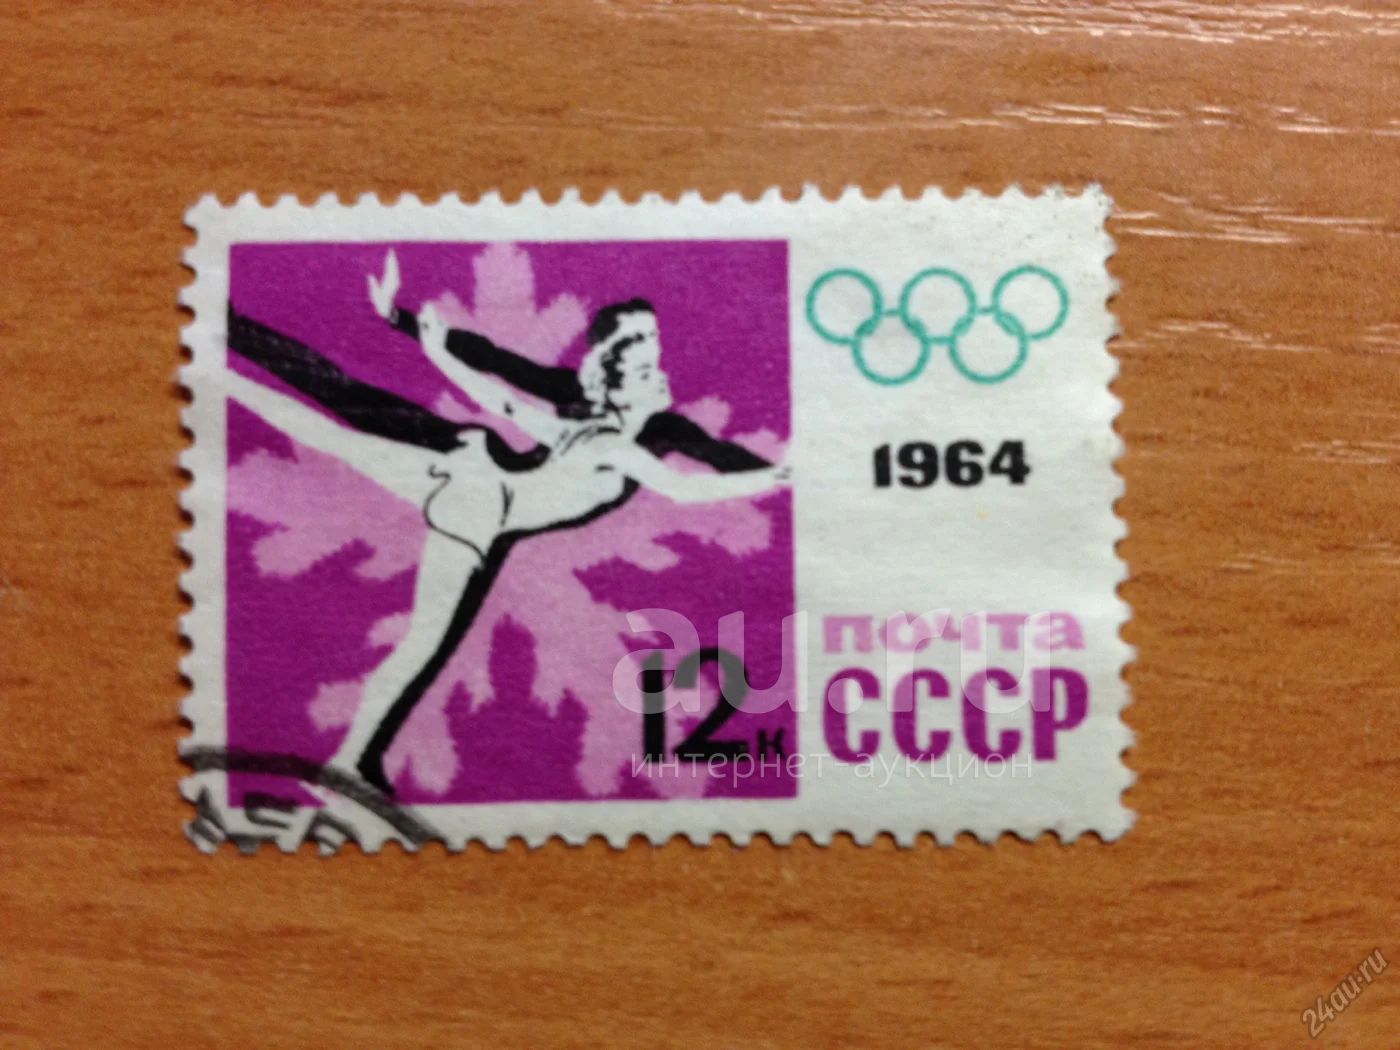 1964
почта
СССР
12к
au.ru
интернет-аукцион
24au.ru